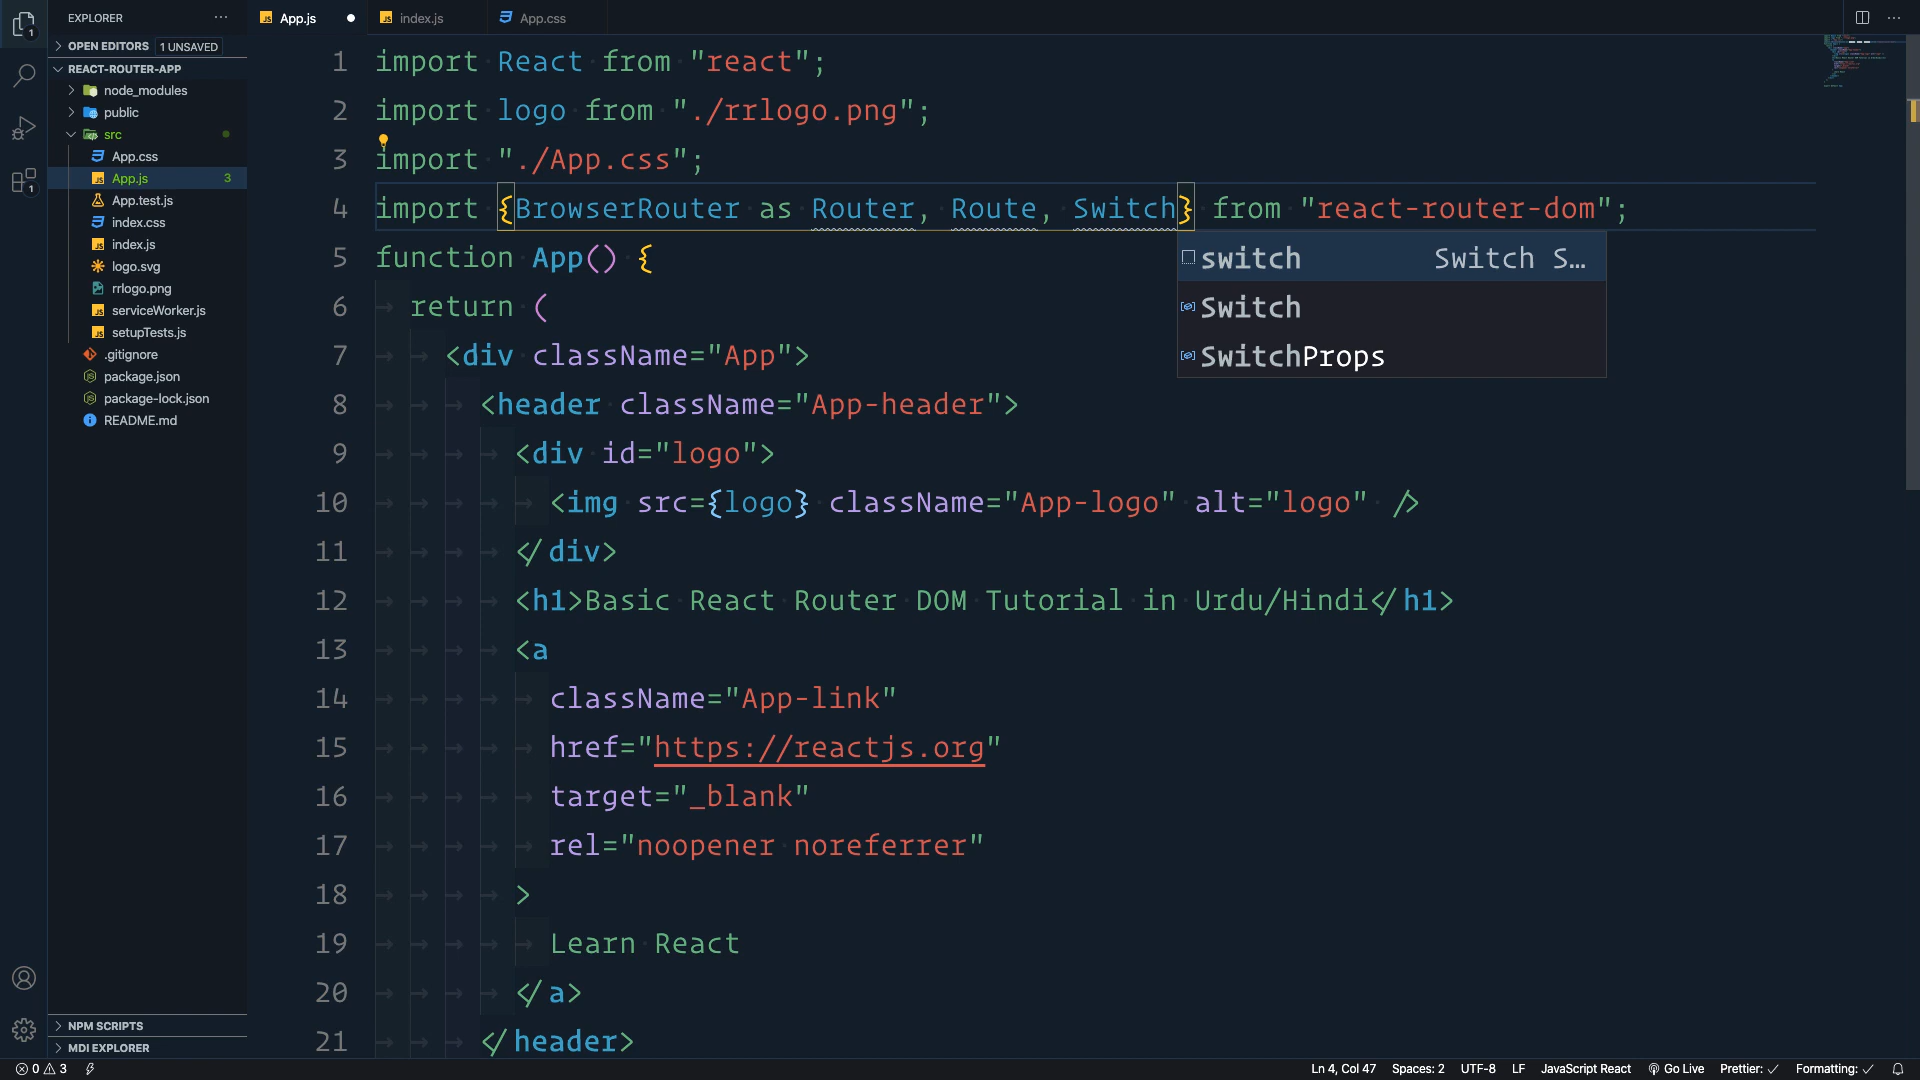 EXPLORER
App.js
index.js
App.css
OPEN EDITORS 1 UNSAVED
REACT-ROUTER-APP
node_modules
public
src
App.css
App.js 3
App.test.js
index.css
index.js
logo.svg
rrlogo.png
serviceWorker.js
setupTests.js
.gitignore
package.json
package-lock.json
README.md
NPM SCRIPTS
MDI EXPLORER
1
1
1 import React from "react";
2 import logo from "./rrlogo.png";
3 import "./App.css";
4 import {BrowserRouter as Router, Route, Switch} from "react-router-dom";
5 function App() {
6 return (
7 <div className="App">
8 <header className="App-header">
9 <div id="logo">
10 <img src={logo} className="App-logo" alt="logo" />
11 </div>
12 <h1>Basic React Router DOM Tutorial in Urdu/Hindi</h1>
13 <a
14 className="App-link"
15 href="https://reactjs.org"
16 target="_blank"
17 rel="noopener noreferrer"
18 >
19 Learn React
20 </a>
21 </header>
switch Switch S…
Switch
SwitchProps
0 3
Ln 4, Col 47 Spaces: 2 UTF-8 LF JavaScript React Go Live Prettier: ✓ Formatting: ✓